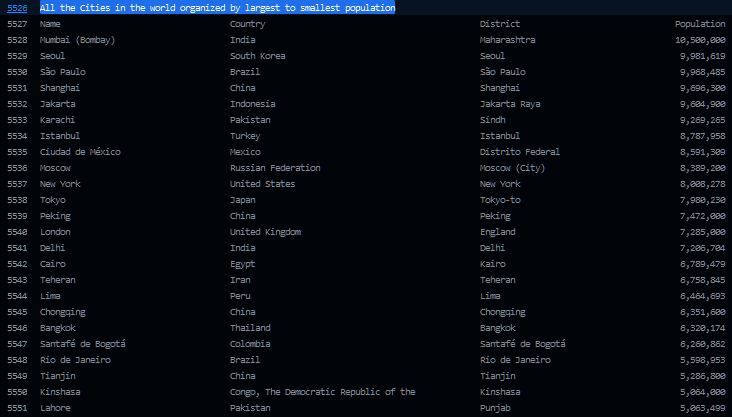 5526 All the Cities in the world organized by largest to smallest population
5527 Name Country District Population
5528 Mumbai (Bombay) India Maharashtra 10,500,000
5529 Seoul South Korea Seoul 9,981,619
5530 São Paulo Brazil São Paulo 9,968,485
5531 Shanghai China Shanghai 9,696,300
5532 Jakarta Indonesia Jakarta Raya 9,604,900
5533 Karachi Pakistan Sindh 9,269,265
5534 Istanbul Turkey Istanbul 8,787,958
5535 Ciudad de México Mexico Distrito Federal 8,591,309
5536 Moscow Russian Federation Moscow (City) 8,389,200
5537 New York United States New York 8,008,278
5538 Tokyo Japan Tokyo-to 7,980,230
5539 Peking China Peking 7,472,000
5540 London United Kingdom England 7,285,000
5541 Delhi India Delhi 7,206,704
5542 Cairo Egypt Kairo 6,789,479
5543 Teheran Iran Teheran 6,758,845
5544 Lima Peru Lima 6,464,693
5545 Chongqing China Chongqing 6,351,600
5546 Bangkok Thailand Bangkok 6,320,174
5547 Santafé de Bogotá Colombia Santafé de Bogotá 6,260,862
5548 Rio de Janeiro Brazil Rio de Janeiro 5,598,953
5549 Tianjin China Tianjin 5,286,800
5550 Kinshasa Congo, The Democratic Republic of the Kinshasa 5,064,000
5551 Lahore Pakistan Punjab 5,063,499